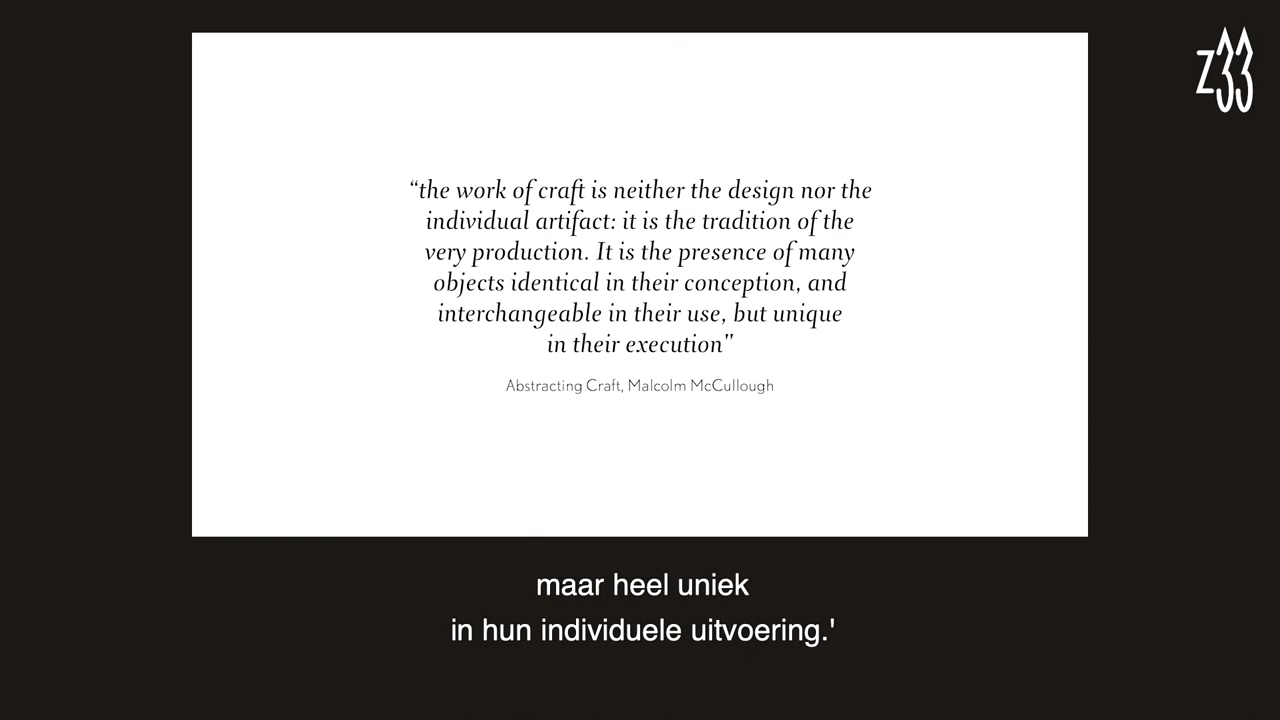 z33
“the work of craft is neither the design nor the
individual artifact: it is the tradition of the
very production. It is the presence of many
objects identical in their conception, and
interchangeable in their use, but unique
in their execution"
Abstracting Craft, Malcolm McCullough
maar heel uniek
in hun individuele uitvoering.'